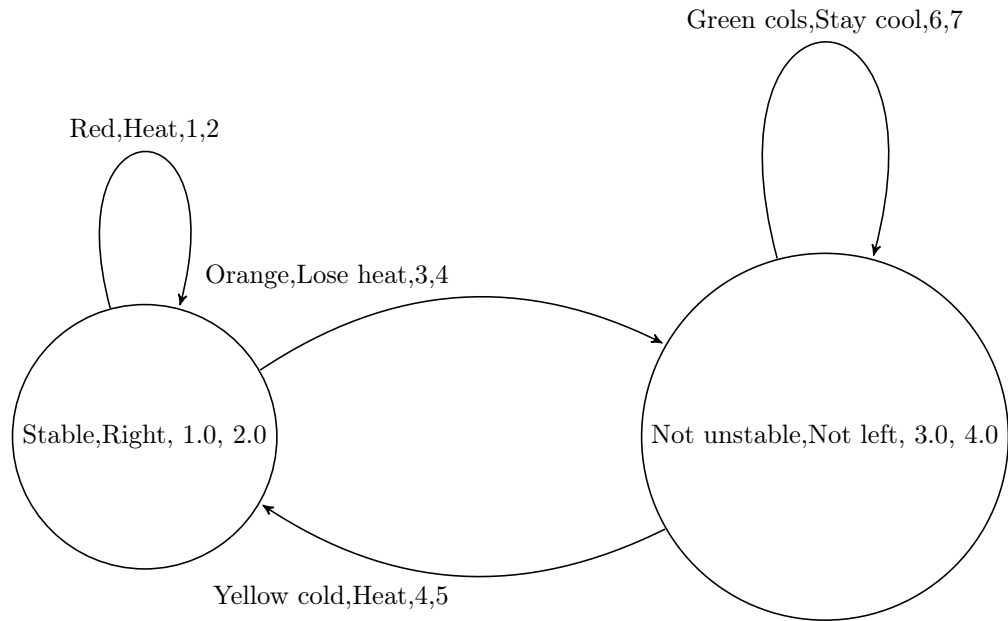 Green cols,Stay cool,6,7
Red,Heat,1,2
Orange,Lose heat,3,4
Stable,Right, 1.0, 2.0
Not unstable,Not left, 3.0, 4.0
Yellow cold,Heat,4,5